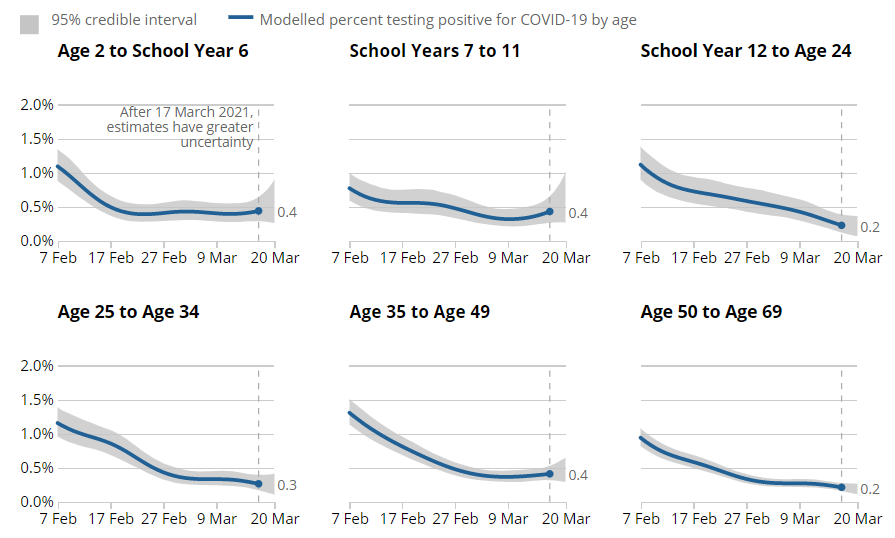 95% credible interval
Modelled percent testing positive for COVID-19 by age
Age 2 to School Year 6
School Years 7 to 11
School Year 12 to Age 24
2.0%
After 17 March 2021,
estimates have greater
uncertainty
1.5%
1.0%
0.5%
0.0%
0.4
0.4
0.2
7 Feb 17 Feb 27 Feb 9 Mar 20 Mar
7 Feb 17 Feb 27 Feb 9 Mar 20 Mar
7 Feb 17 Feb 27 Feb 9 Mar 20 Mar
Age 25 to Age 34
Age 35 to Age 49
Age 50 to Age 69
2.0%
1.5%
1.0%
0.5%
0.0%
0.3
0.4
0.2
7 Feb 17 Feb 27 Feb 9 Mar 20 Mar
7 Feb 17 Feb 27 Feb 9 Mar 20 Mar
7 Feb 17 Feb 27 Feb 9 Mar 20 Mar